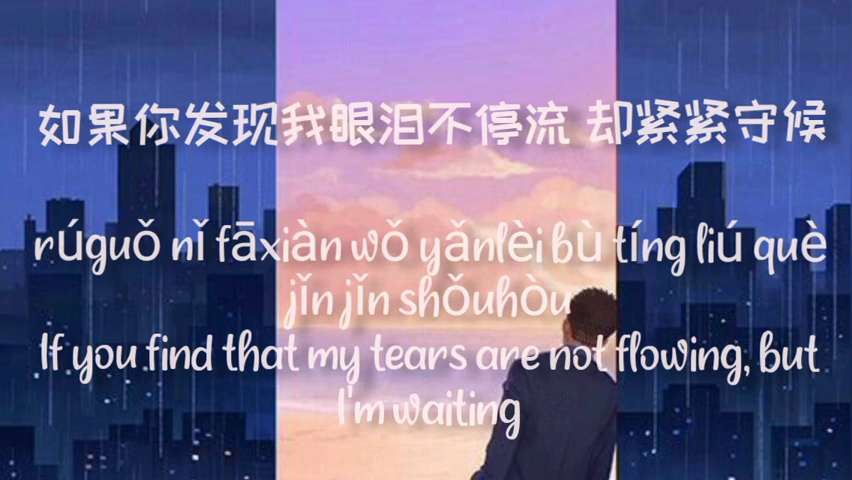 如果你发现我眼泪不停流 却紧紧守候
rúguǒ nǐ fāxiàn wǒ yǎnlèi bù tíng liú què
jǐn jǐn shǒuhòu
If you find that my tears are not flowing, but
I'm waiting